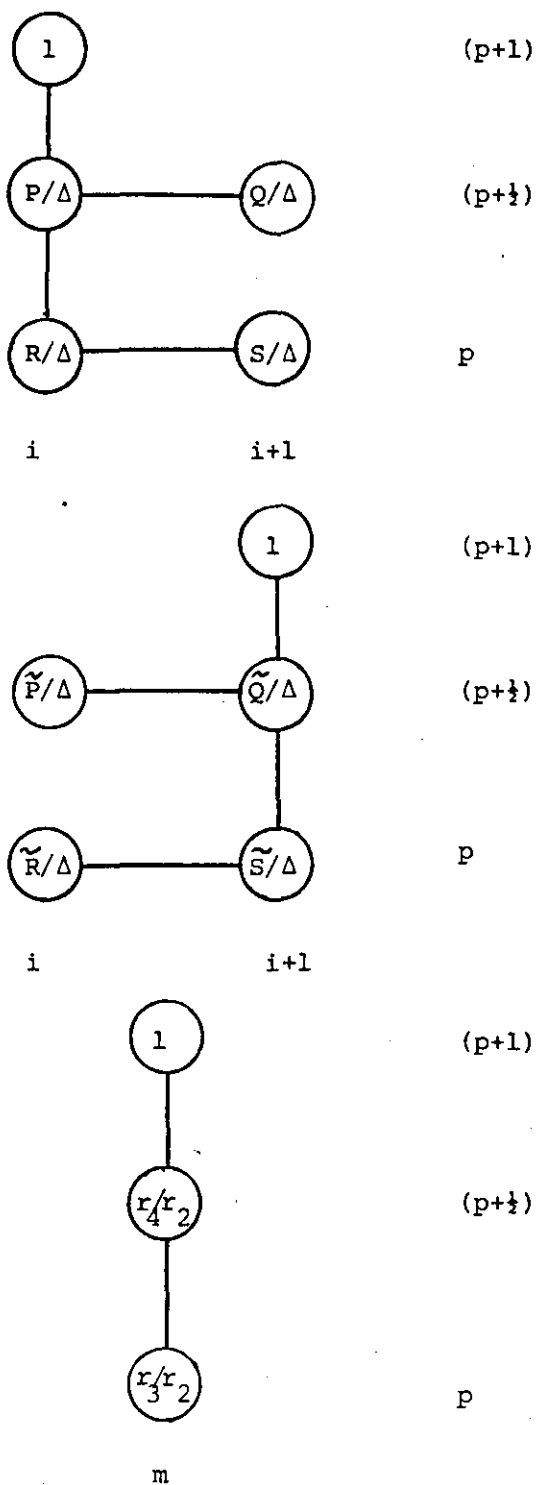 1 (p+1)
P/Δ Q/Δ (p+½)
R/Δ S/Δ p
i i+1
1 (p+1)
P̃/Δ Q̃/Δ (p+½)
R̃/Δ S̃/Δ p
i i+1
1 (p+1)
r₄/r₂ (p+½)
r₃/r₂ p
m